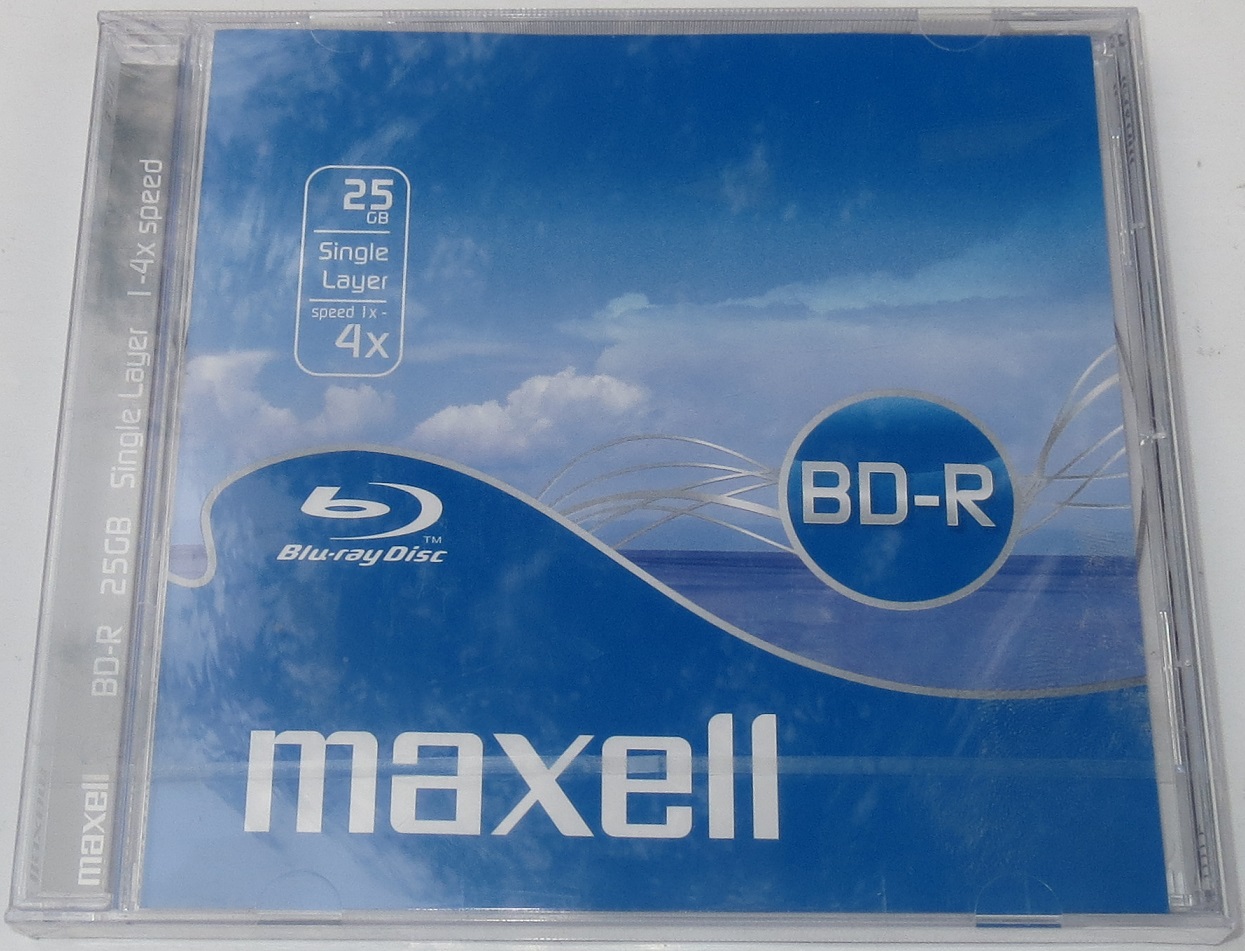 maxell BD-R 25GB Single Layer 1-4x speed
25
GB
Single
Layer
speed 1x -
4x
BD-R
Blu-ray Disc
TM
maxell